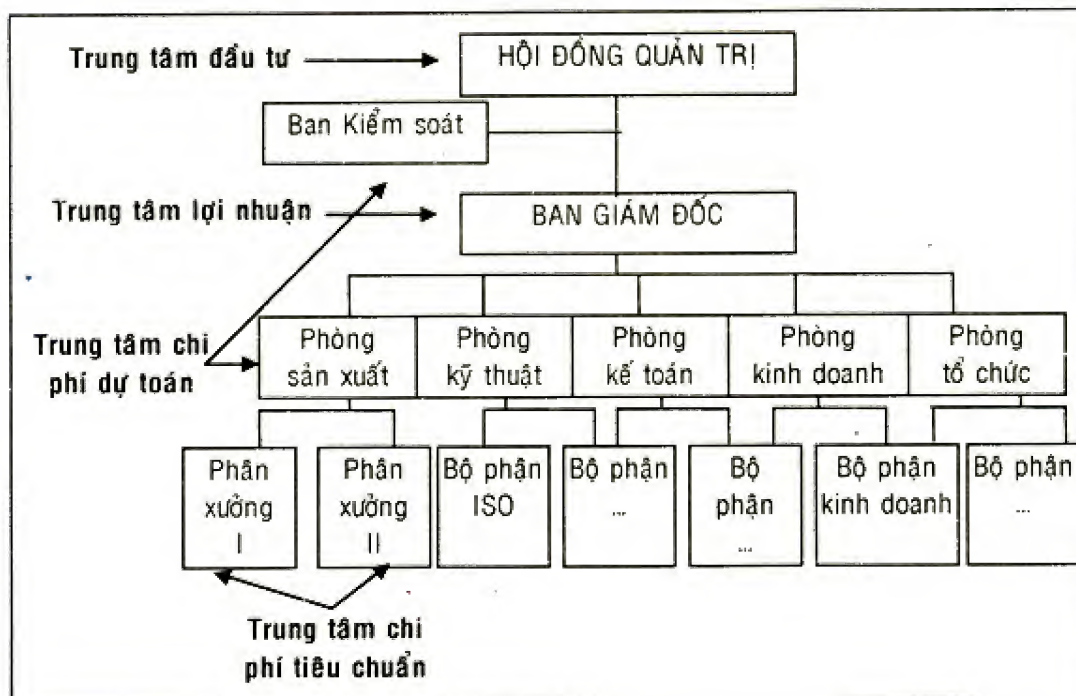 Trung tâm đầu tư
HỘI ĐỒNG QUẢN TRỊ
Ban Kiểm soát
Trung tâm lợi nhuận
BAN GIÁM ĐỐC
Trung tâm chi
phí dự toán
Phòng
sản xuất
Phòng
kỹ thuật
Phòng
kế toán
Phòng
kinh doanh
Phòng
tổ chức
Phân
xưởng
I
Phân
xưởng
II
Bộ phận
ISO
Bộ phận
...
Bộ
phận
...
Bộ phận
kinh doanh
Bộ phận
...
Trung tâm chi
phí tiêu chuẩn